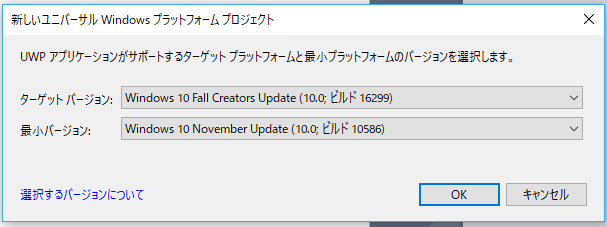 新しいユニバーサル Windows プラットフォーム プロジェクト
UWP アプリケーションがサポートするターゲット プラットフォームと最小プラットフォームのバージョンを選択します。
ターゲット バージョン: Windows 10 Fall Creators Update (10.0; ビルド 16299)
最小バージョン: Windows 10 November Update (10.0; ビルド 10586)
選択するバージョンについて OK キャンセル